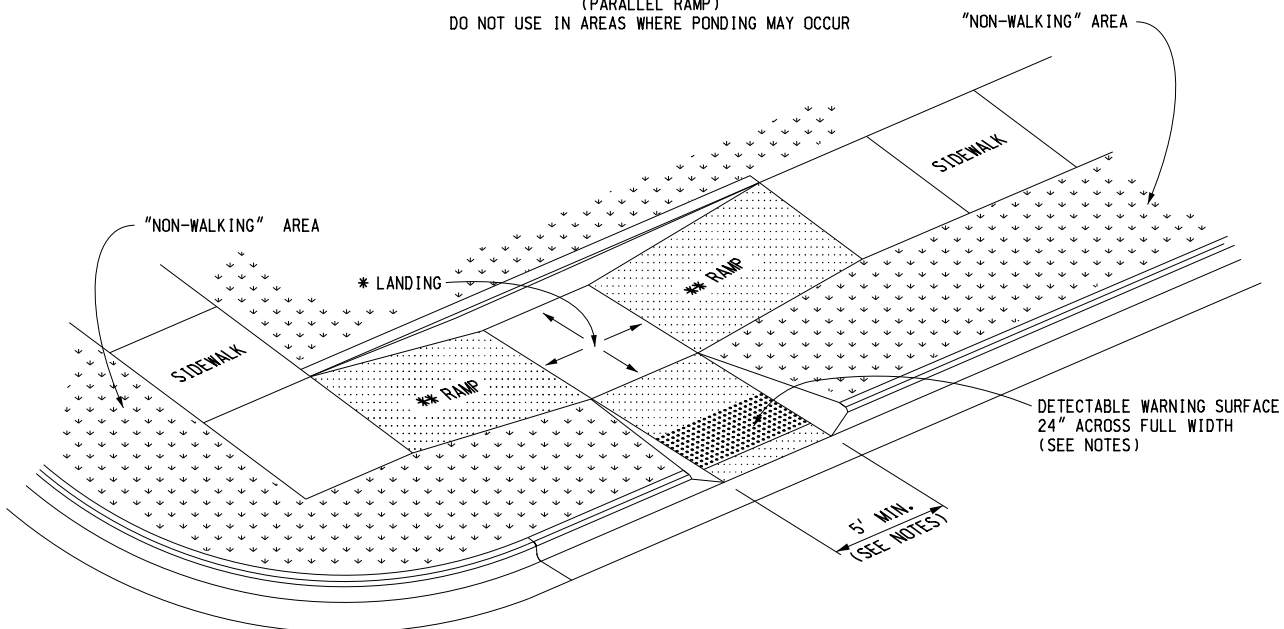 (PARALLEL RAMP)
DO NOT USE IN AREAS WHERE PONDING MAY OCCUR
"NON-WALKING" AREA
SIDEWALK
"NON-WALKING" AREA
** RAMP
* LANDING
SIDEWALK
** RAMP
DETECTABLE WARNING SURFACE
24" ACROSS FULL WIDTH
(SEE NOTES)
5' MIN.
(SEE NOTES)